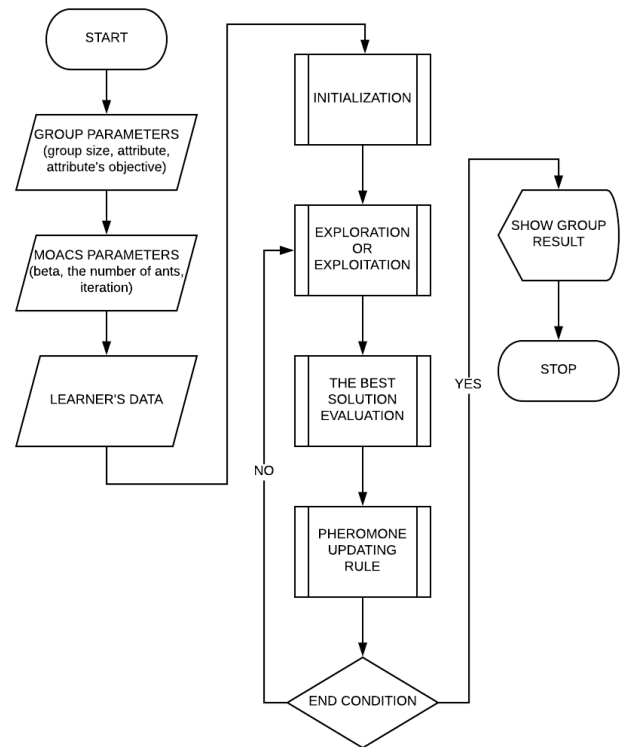 START
GROUP PARAMETERS
(group size, attribute,
attribute's objective)
MOACS PARAMETERS
(beta, the number of ants,
iteration)
LEARNER'S DATA
INITIALIZATION
EXPLORATION
OR
EXPLOITATION
THE BEST
SOLUTION
EVALUATION
PHEROMONE
UPDATING
RULE
END CONDITION
NO
YES
SHOW GROUP
RESULT
STOP